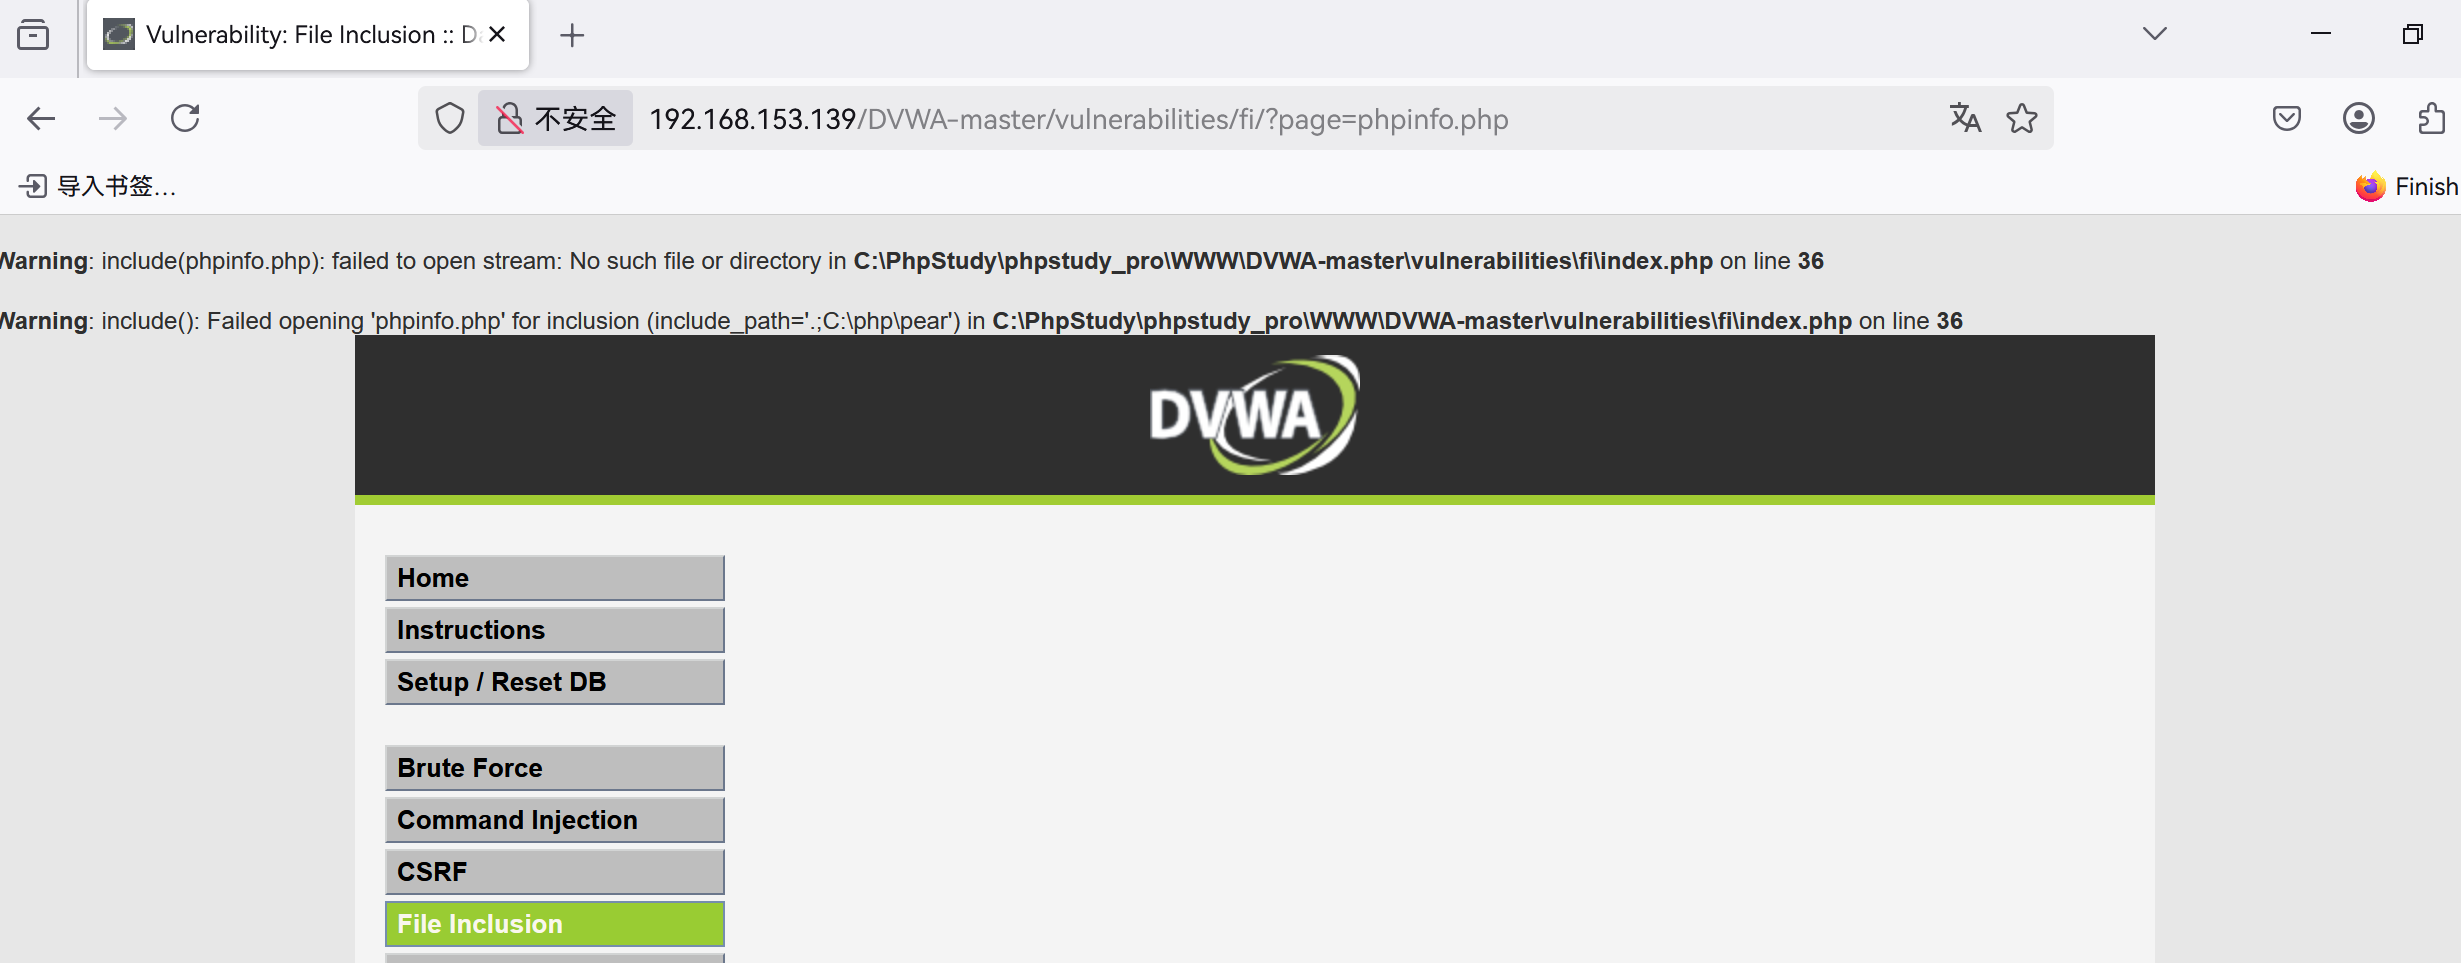 Vulnerability: File Inclusion :: Da
不安全 192.168.153.139/DVWA-master/vulnerabilities/fi/?page=phpinfo.php
导入书签...
Finish
Warning: include(phpinfo.php): failed to open stream: No such file or directory in C:\PhpStudy\phpstudy_pro\WWW\DVWA-master\vulnerabilities\fi\index.php on line 36
Warning: include(): Failed opening 'phpinfo.php' for inclusion (include_path='.;C:\php\pear') in C:\PhpStudy\phpstudy_pro\WWW\DVWA-master\vulnerabilities\fi\index.php on line 36
DVWA
Home
Instructions
Setup / Reset DB
Brute Force
Command Injection
CSRF
File Inclusion